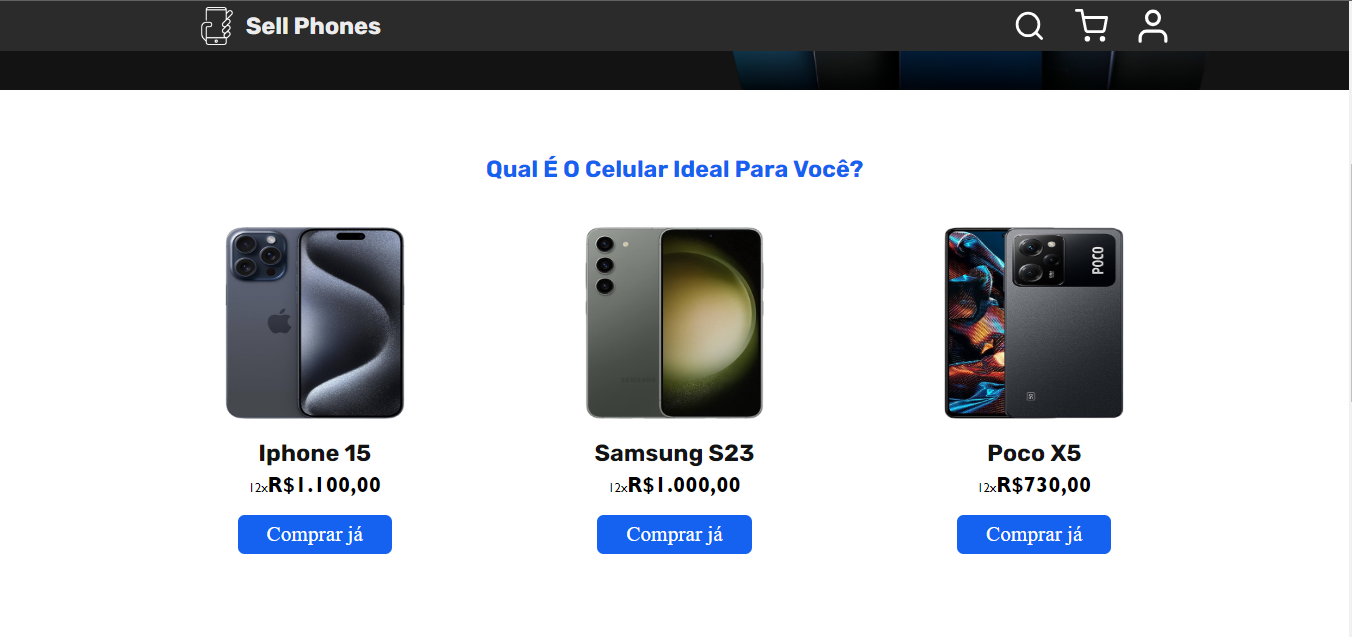 Sell Phones
Qual É O Celular Ideal Para Você?
POCO
Iphone 15
12xR$1.100,00
Comprar já
Samsung S23
12xR$1.000,00
Comprar já
Poco X5
12xR$730,00
Comprar já